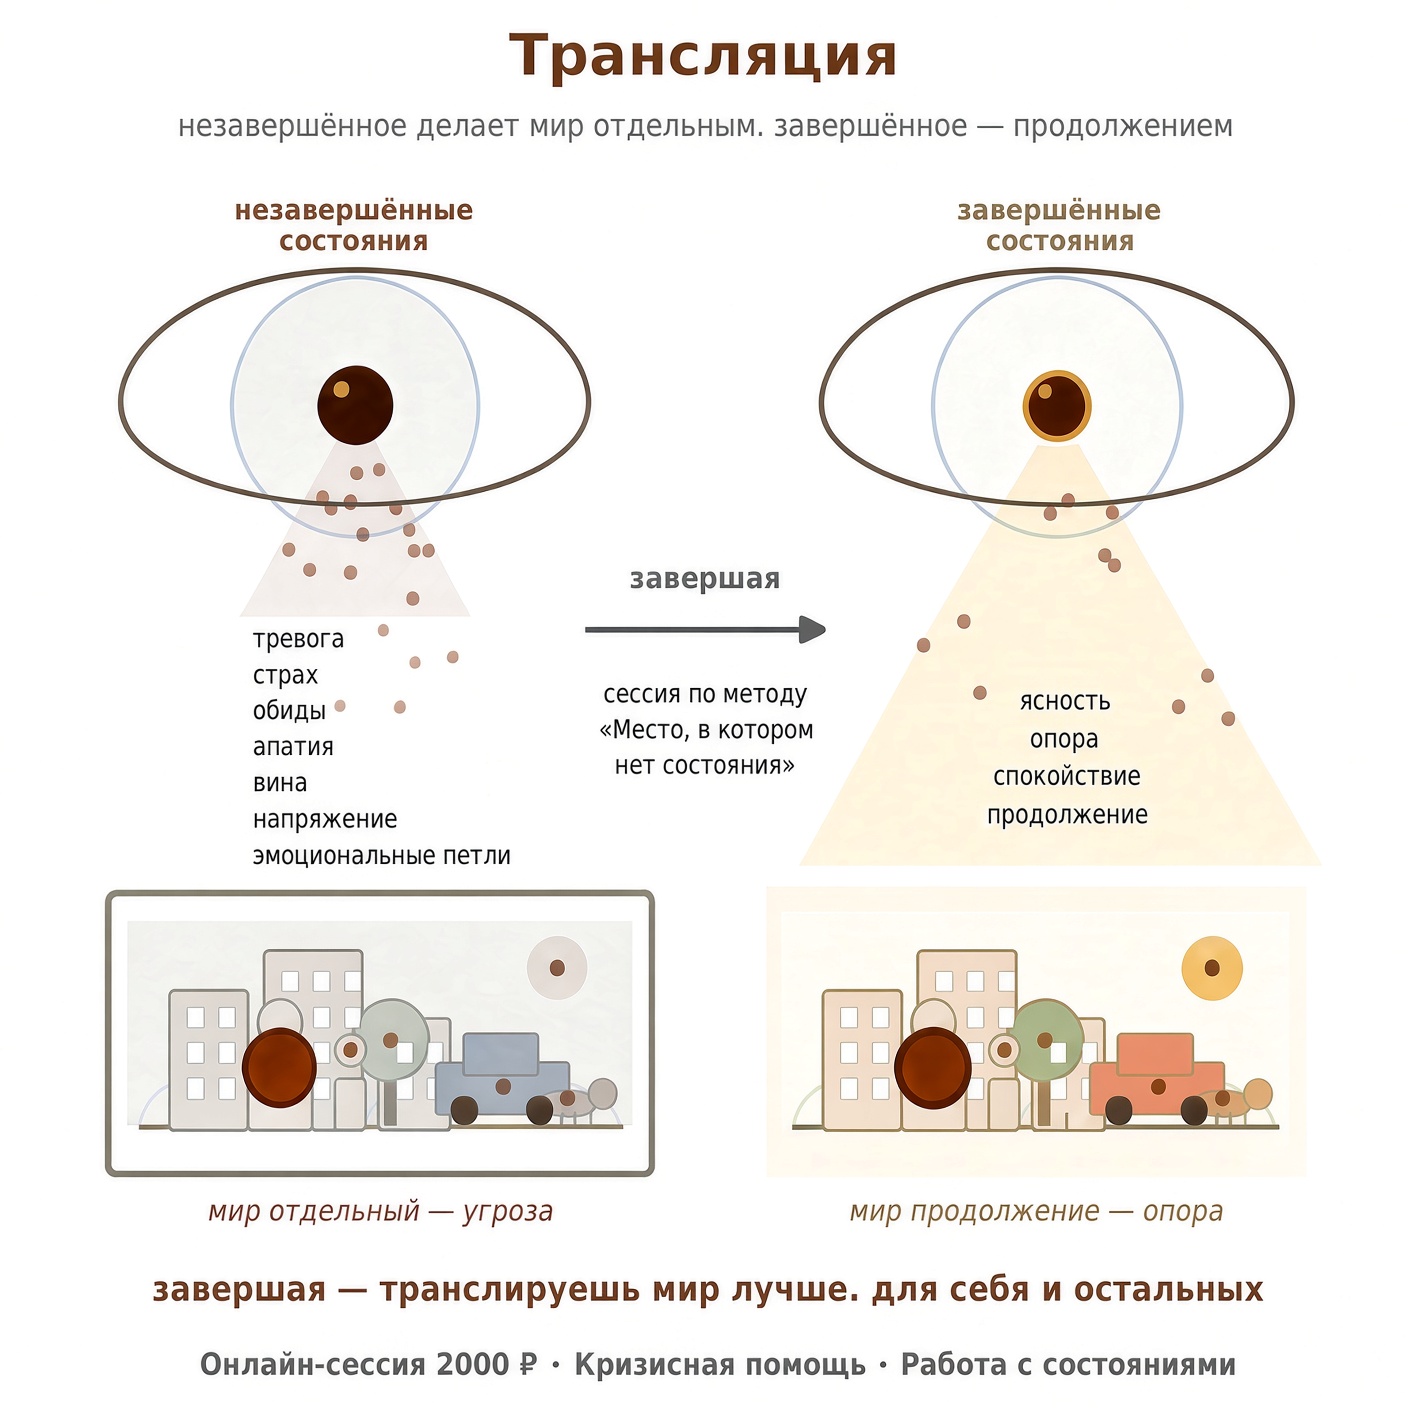 Трансляция
незавершённое делает мир отдельным. завершённое — продолжением
незавершённые
состояния
завершённые
состояния
тревога
страх
обиды
апатия
вина
напряжение
эмоциональные петли
завершая
сессия по методу
«Место, в котором
нет состояния»
ясность
опора
спокойствие
продолжение
мир отдельный — угроза
мир продолжение — опора
завершая — транслируешь мир лучше. для себя и остальных
Онлайн-сессия 2000 ₽ · Кризисная помощь · Работа с состояниями